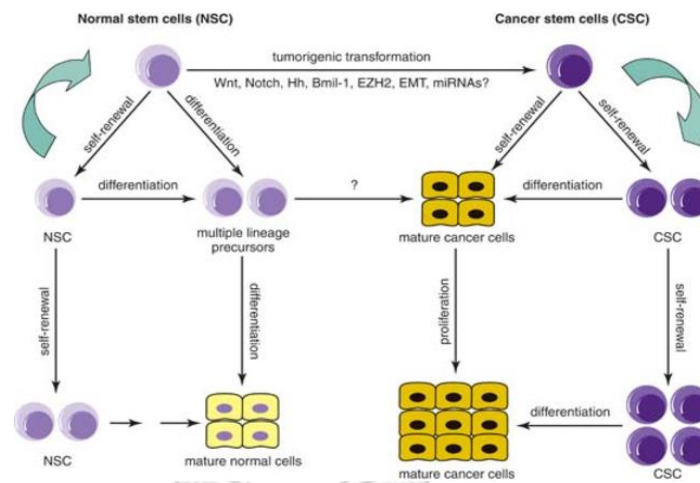 Normal stem cells (NSC)
Cancer stem cells (CSC)
tumorigenic transformation
Wnt, Notch, Hh, Bmil-1, EZH2, EMT, miRNAs?
self-renewal
differentiation
self-renewal
self-renewal
differentiation
?
differentiation
NSC
multiple lineage
precursors
mature cancer cells
CSC
self-renewal
differentiation
proliferation
self-renewal
differentiation
NSC
mature normal cells
mature cancer cells
CSC